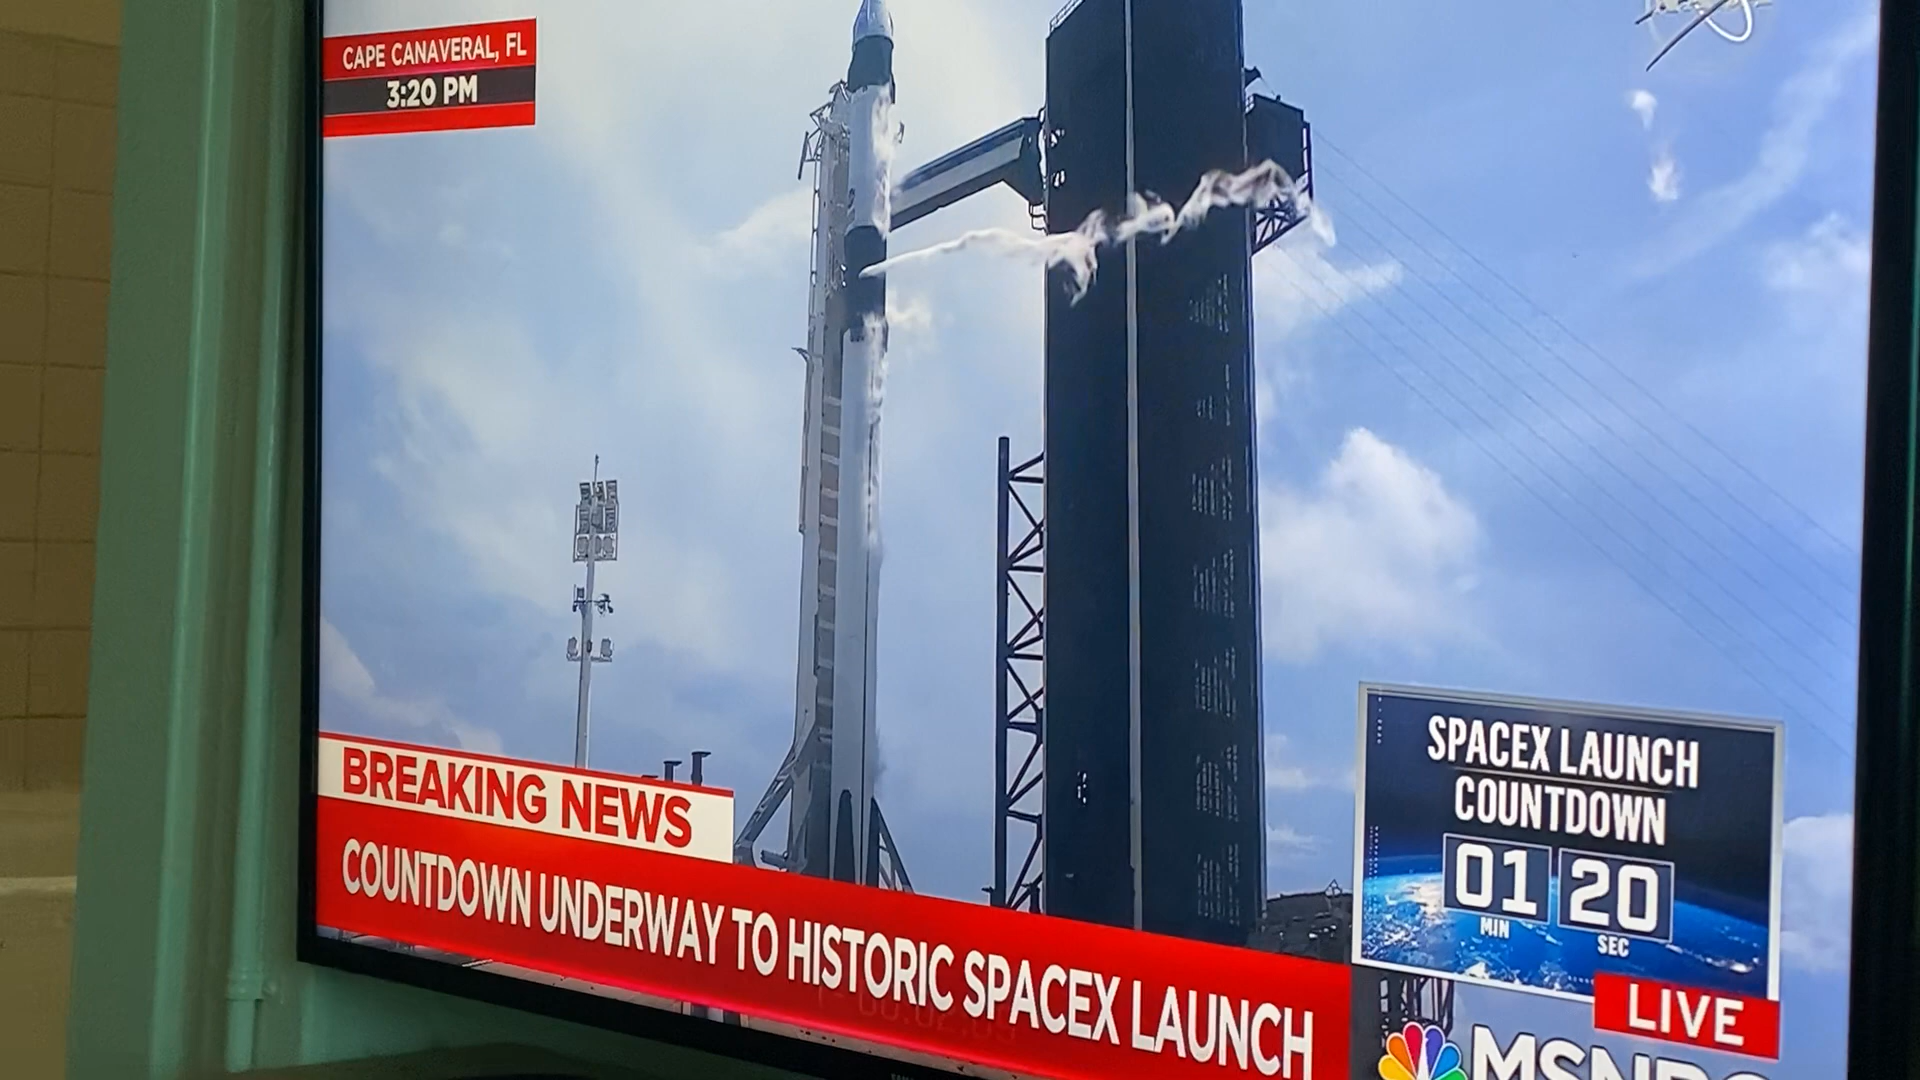 CAPE CANAVERAL, FL
3:20 PM
BREAKING NEWS
COUNTDOWN UNDERWAY TO HISTORIC SPACEX LAUNCH
SPACEX LAUNCH
COUNTDOWN
01 20
MIN SEC
LIVE
MSNBC